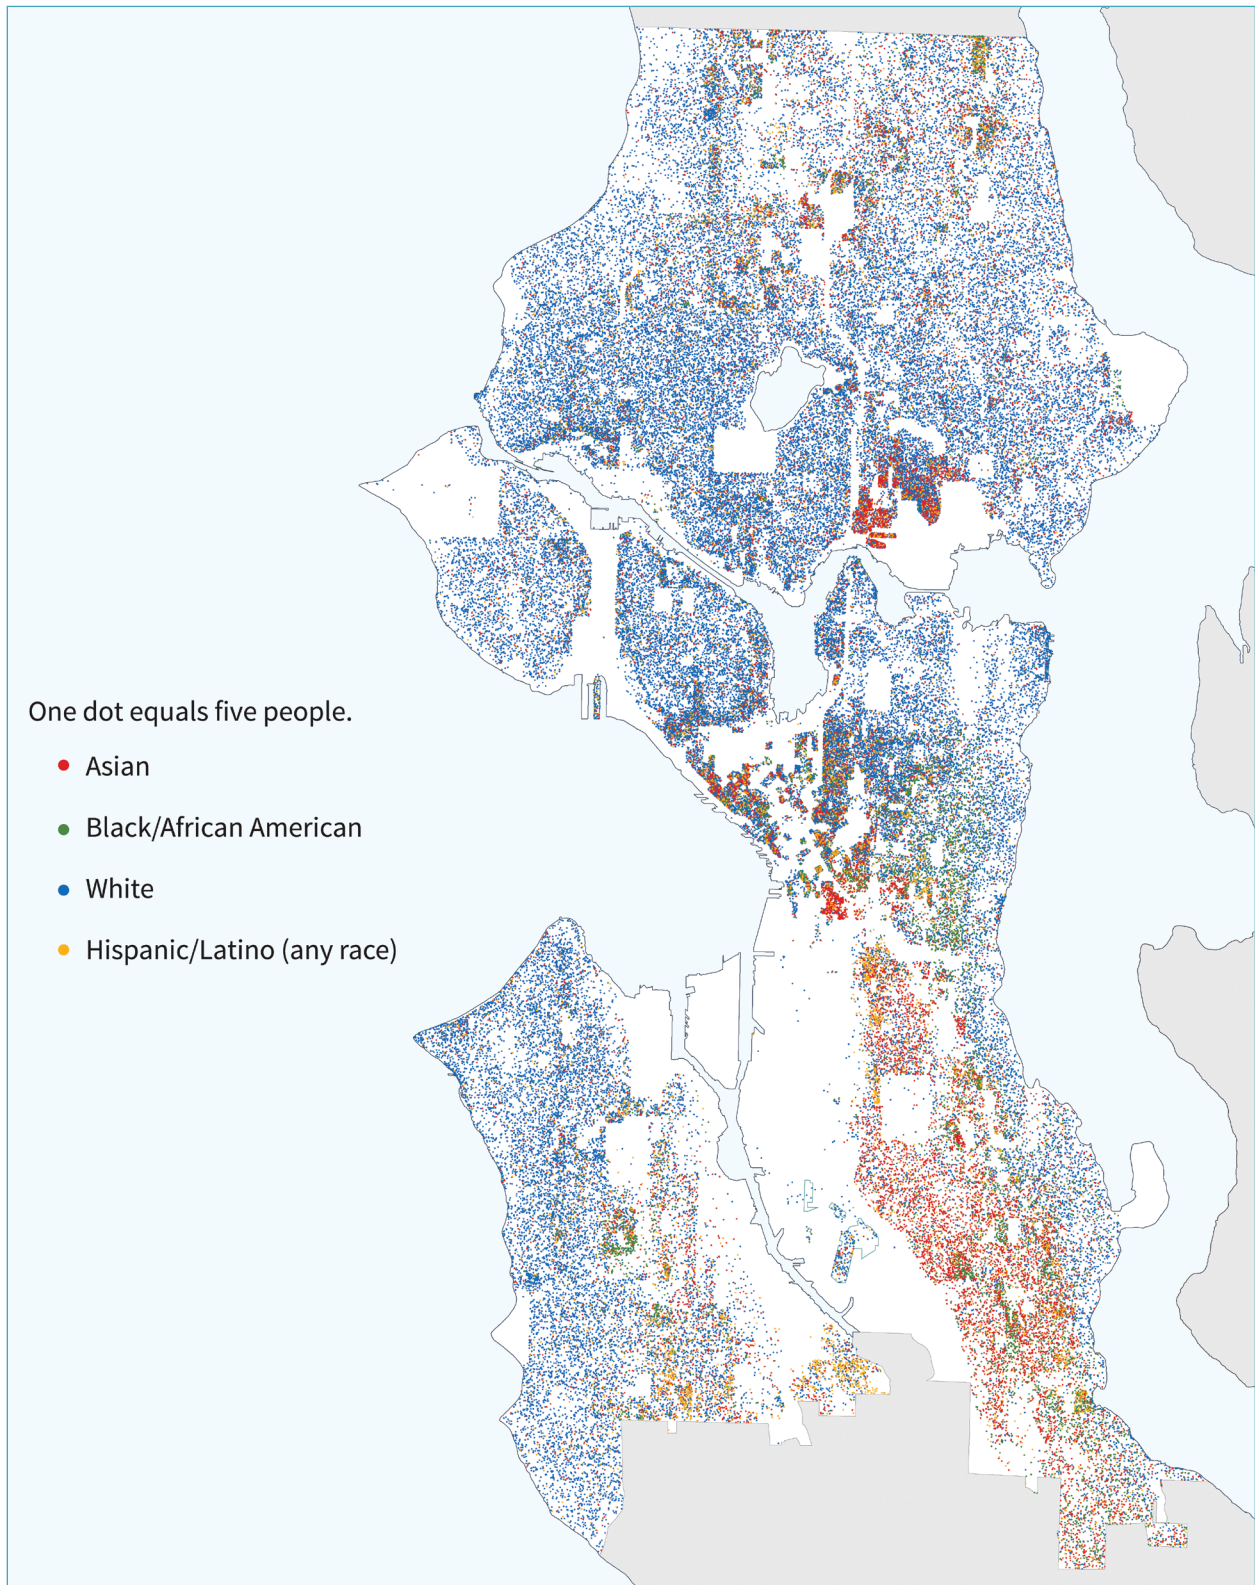 One dot equals five people.
Asian
Black/African American
White
Hispanic/Latino (any race)